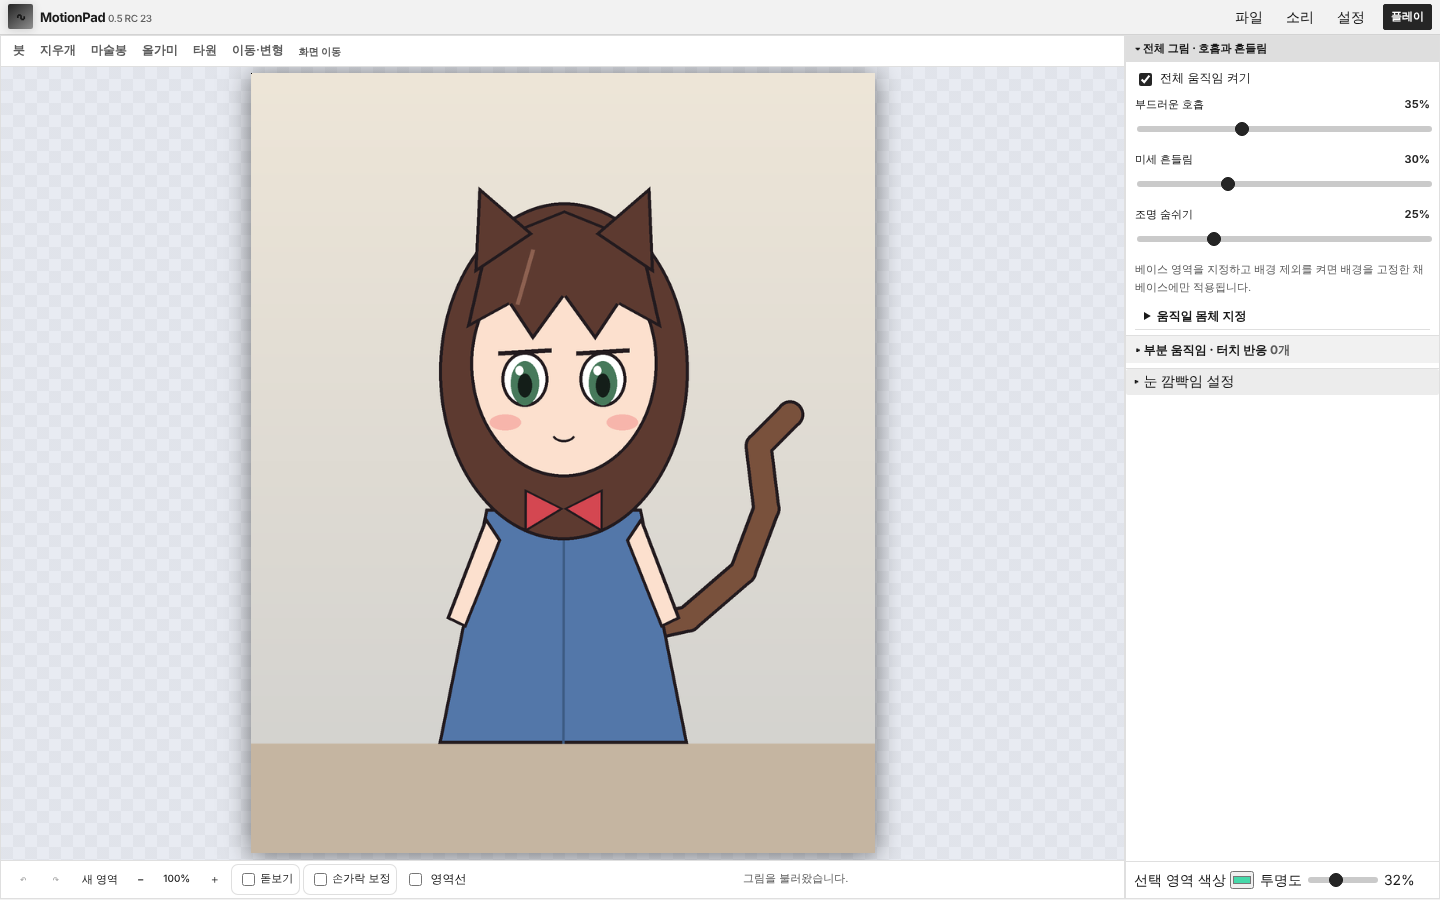 MotionPad 0.5 RC 23
파일 소리 설정 플레이
붓 지우개 마술봉 올가미 타원 이동·변형 화면 이동
전체 그림 · 호흡과 흔들림
전체 움직임 켜기
부드러운 호흡 35%
미세 흔들림 30%
조명 숨쉬기 25%
베이스 영역을 지정하고 배경 제외를 켜면 배경을 고정한 채
베이스에만 적용됩니다.
움직일 몸체 지정
부분 움직임 · 터치 반응 0개
눈 깜빡임 설정
새 영역 − 100% + 돋보기 손가락 보정 영역선 그림을 불러왔습니다.
선택 영역 색상 투명도 32%